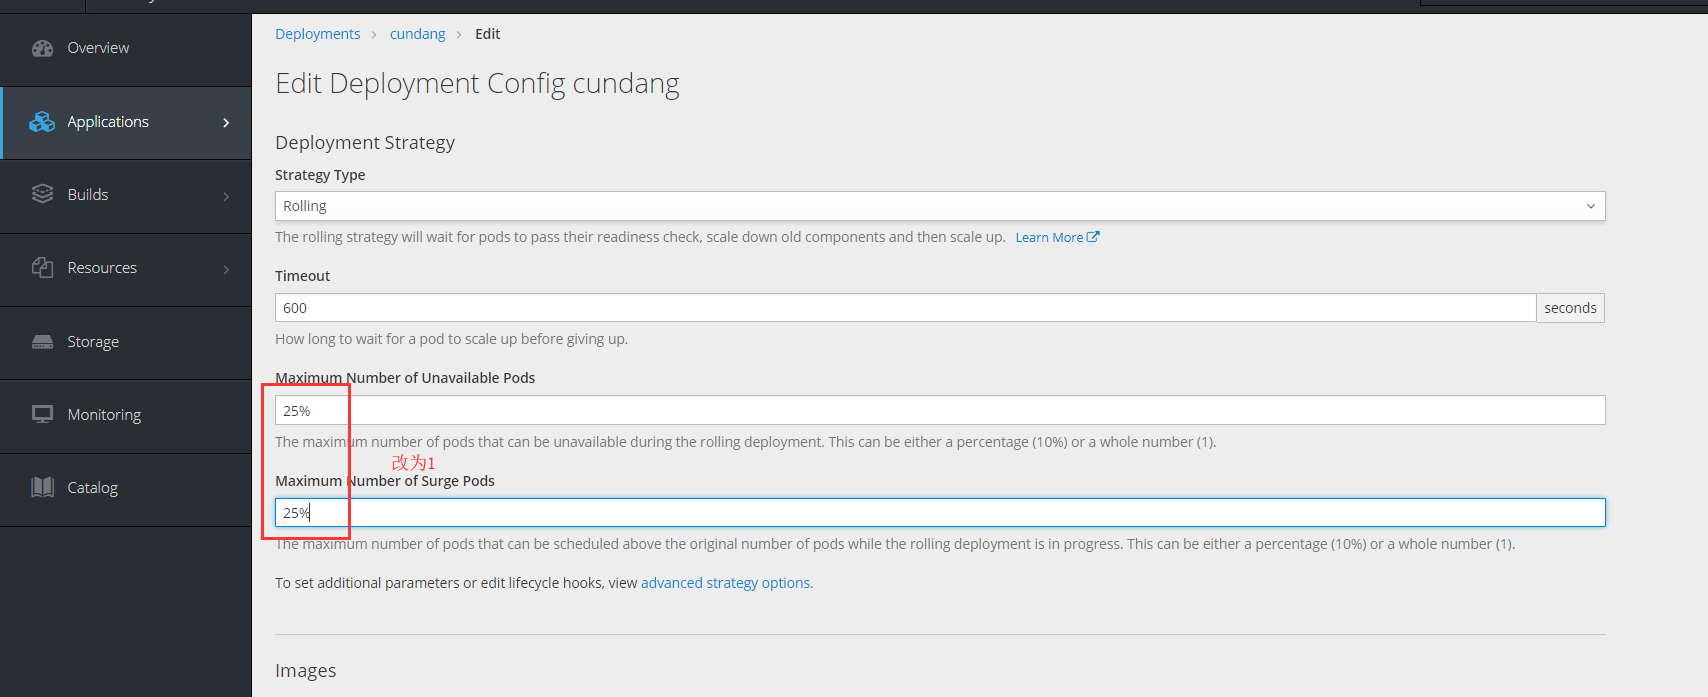 Deployments > cundang > Edit
Overview
Edit Deployment Config cundang
Applications
Deployment Strategy
Strategy Type
Builds
Rolling
The rolling strategy will wait for pods to pass their readiness check, scale down old components and then scale up. Learn More
Resources
Timeout
600 seconds
How long to wait for a pod to scale up before giving up.
Storage
Maximum Number of Unavailable Pods
25%
Monitoring
The maximum number of pods that can be unavailable during the rolling deployment. This can be either a percentage (10%) or a whole number (1).
改为1
Maximum Number of Surge Pods
Catalog
25%
The maximum number of pods that can be scheduled above the original number of pods while the rolling deployment is in progress. This can be either a percentage (10%) or a whole number (1).
To set additional parameters or edit lifecycle hooks, view advanced strategy options.
Images